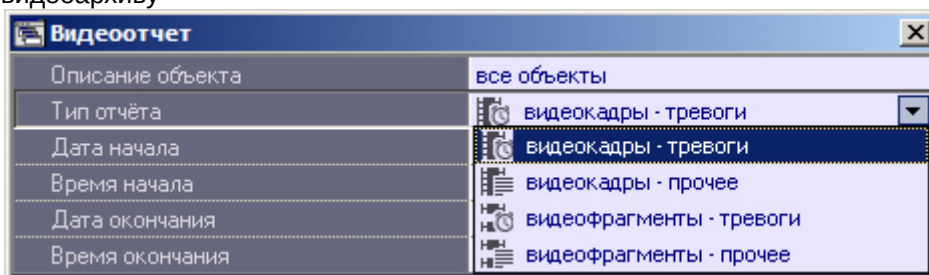 видеоархиву
Видеоотчет
Описание объекта все объекты
Тип отчёта видеокадры - тревоги
Дата начала видеокадры - тревоги
Время начала видеокадры - прочее
Дата окончания видеофрагменты - тревоги
Время окончания видеофрагменты - прочее